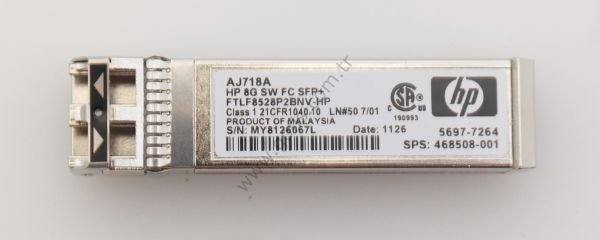 AJ718A
HP 8G SW FC SFP+
FTLF8528P2BNV-HP
Class 1 21CFR1040.10 LN#50 7/01
PRODUCT OF MALAYSIA
S/N: MY8126067L Date: 1126
SA
190993
hp
5697-7264
SPS: 468508-001